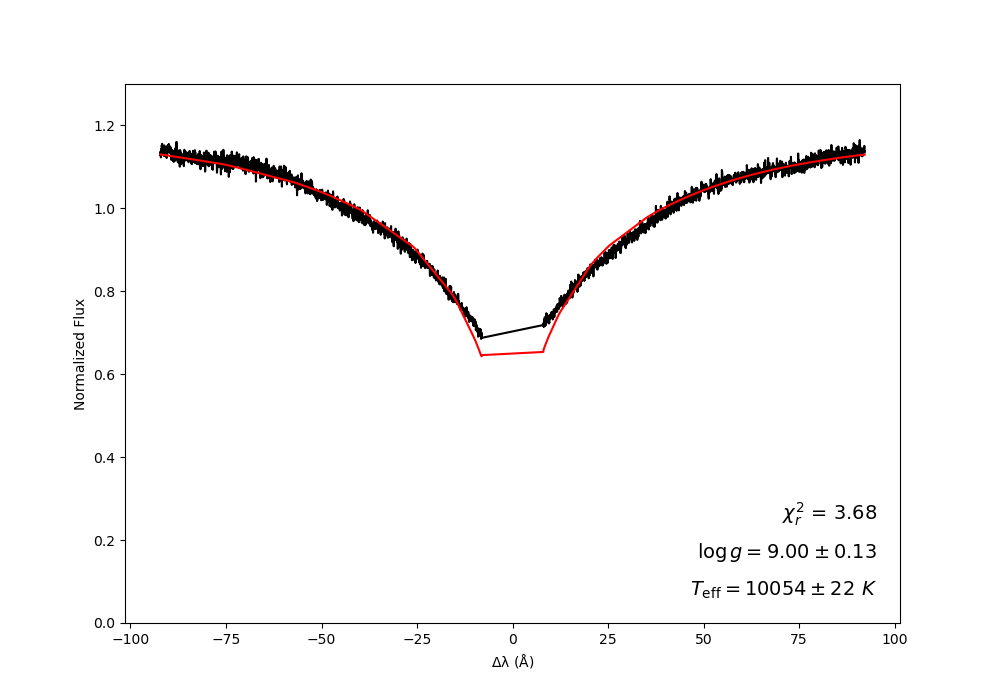 1.2
1.0
0.8
0.6
0.4
0.2
0.0
Normalized Flux
χ²ᵣ = 3.68
log g = 9.00 ± 0.13
T_eff = 10054 ± 22 K
−100 −75 −50 −25 0 25 50 75 100
Δλ (Å)